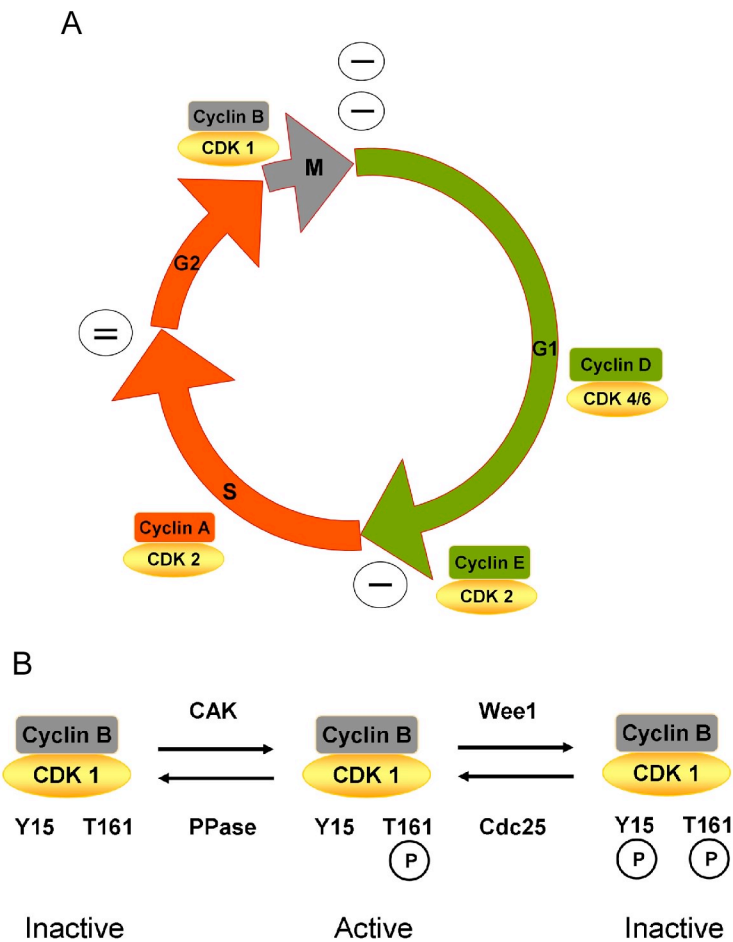 A
Cyclin B
CDK 1
M
G2
G1
Cyclin D
CDK 4/6
S
Cyclin A
CDK 2
Cyclin E
CDK 2
B
CAK Wee1
Cyclin B Cyclin B Cyclin B
CDK 1 CDK 1 CDK 1
Y15 T161 PPase Y15 T161 Cdc25 Y15 T161
P P P
Inactive Active Inactive